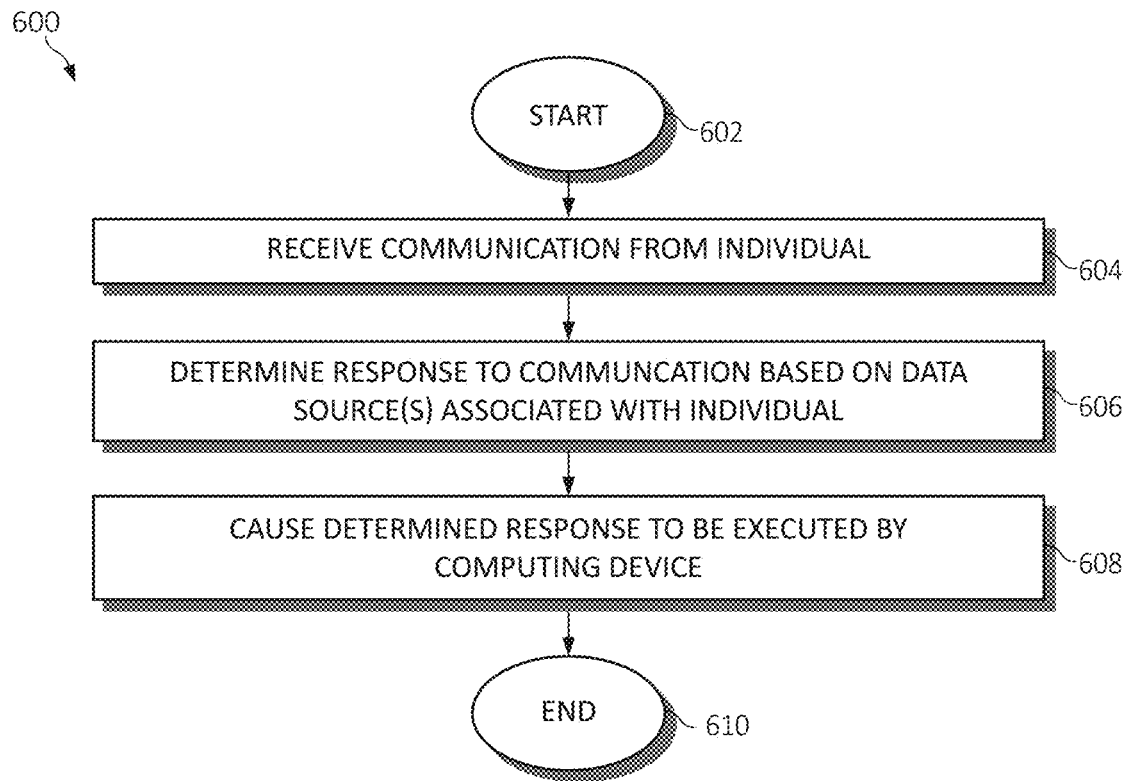 600
START
602
RECEIVE COMMUNICATION FROM INDIVIDUAL
604
DETERMINE RESPONSE TO COMMUNCATION BASED ON DATA
SOURCE(S) ASSOCIATED WITH INDIVIDUAL
606
CAUSE DETERMINED RESPONSE TO BE EXECUTED BY
COMPUTING DEVICE
608
END
610